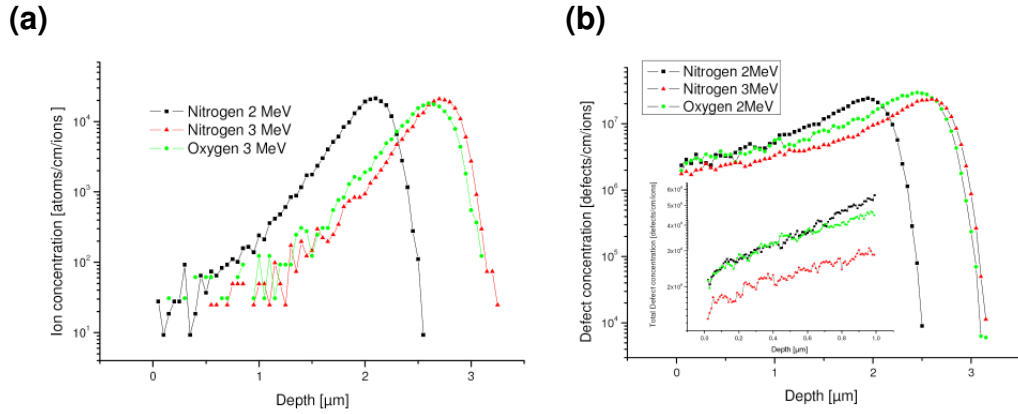 (a)
Ion concentration [atoms/cm/ions]
10⁴
10³
10²
10¹
Nitrogen 2 MeV
Nitrogen 3 MeV
Oxygen 3 MeV
0
1
2
3
Depth [µm]
(b)
Defect concentration [defects/cm/ions]
10⁷
10⁶
10⁵
10⁴
Nitrogen 2MeV
Nitrogen 3MeV
Oxygen 2MeV
Total Defect concentration [defects/cm/ions]
0.0
0.2
0.4
0.6
0.8
1.0
Depth [µm]
0
1
2
3
Depth [µm]